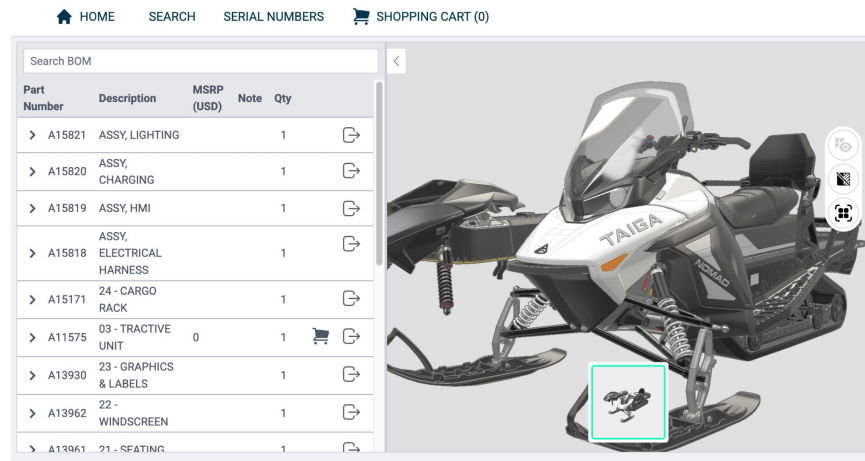 HOME SEARCH SERIAL NUMBERS SHOPPING CART (0)
Search BOM
Part Number Description MSRP (USD) Note Qty
A15821 ASSY, LIGHTING 1
A15820 ASSY, CHARGING 1
A15819 ASSY, HMI 1
A15818 ASSY, ELECTRICAL HARNESS 1
A15171 24 - CARGO RACK 1
A11575 03 - TRACTIVE UNIT 0 1
A13930 23 - GRAPHICS & LABELS 1
A13962 22 - WINDSCREEN 1
A13961 21 - SEATING 1
TAIGA
NOMAD